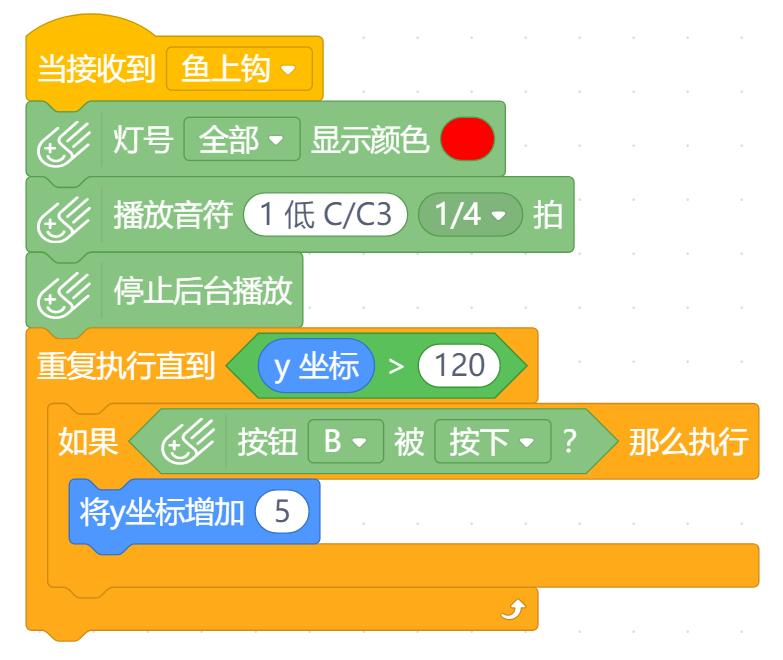 当接收到 鱼上钩
灯号 全部 显示颜色
播放音符 1 低 C/C3 1/4 拍
停止后台播放
重复执行直到 y 坐标 > 120
如果 按钮 B 被 按下 ? 那么执行
将y坐标增加 5